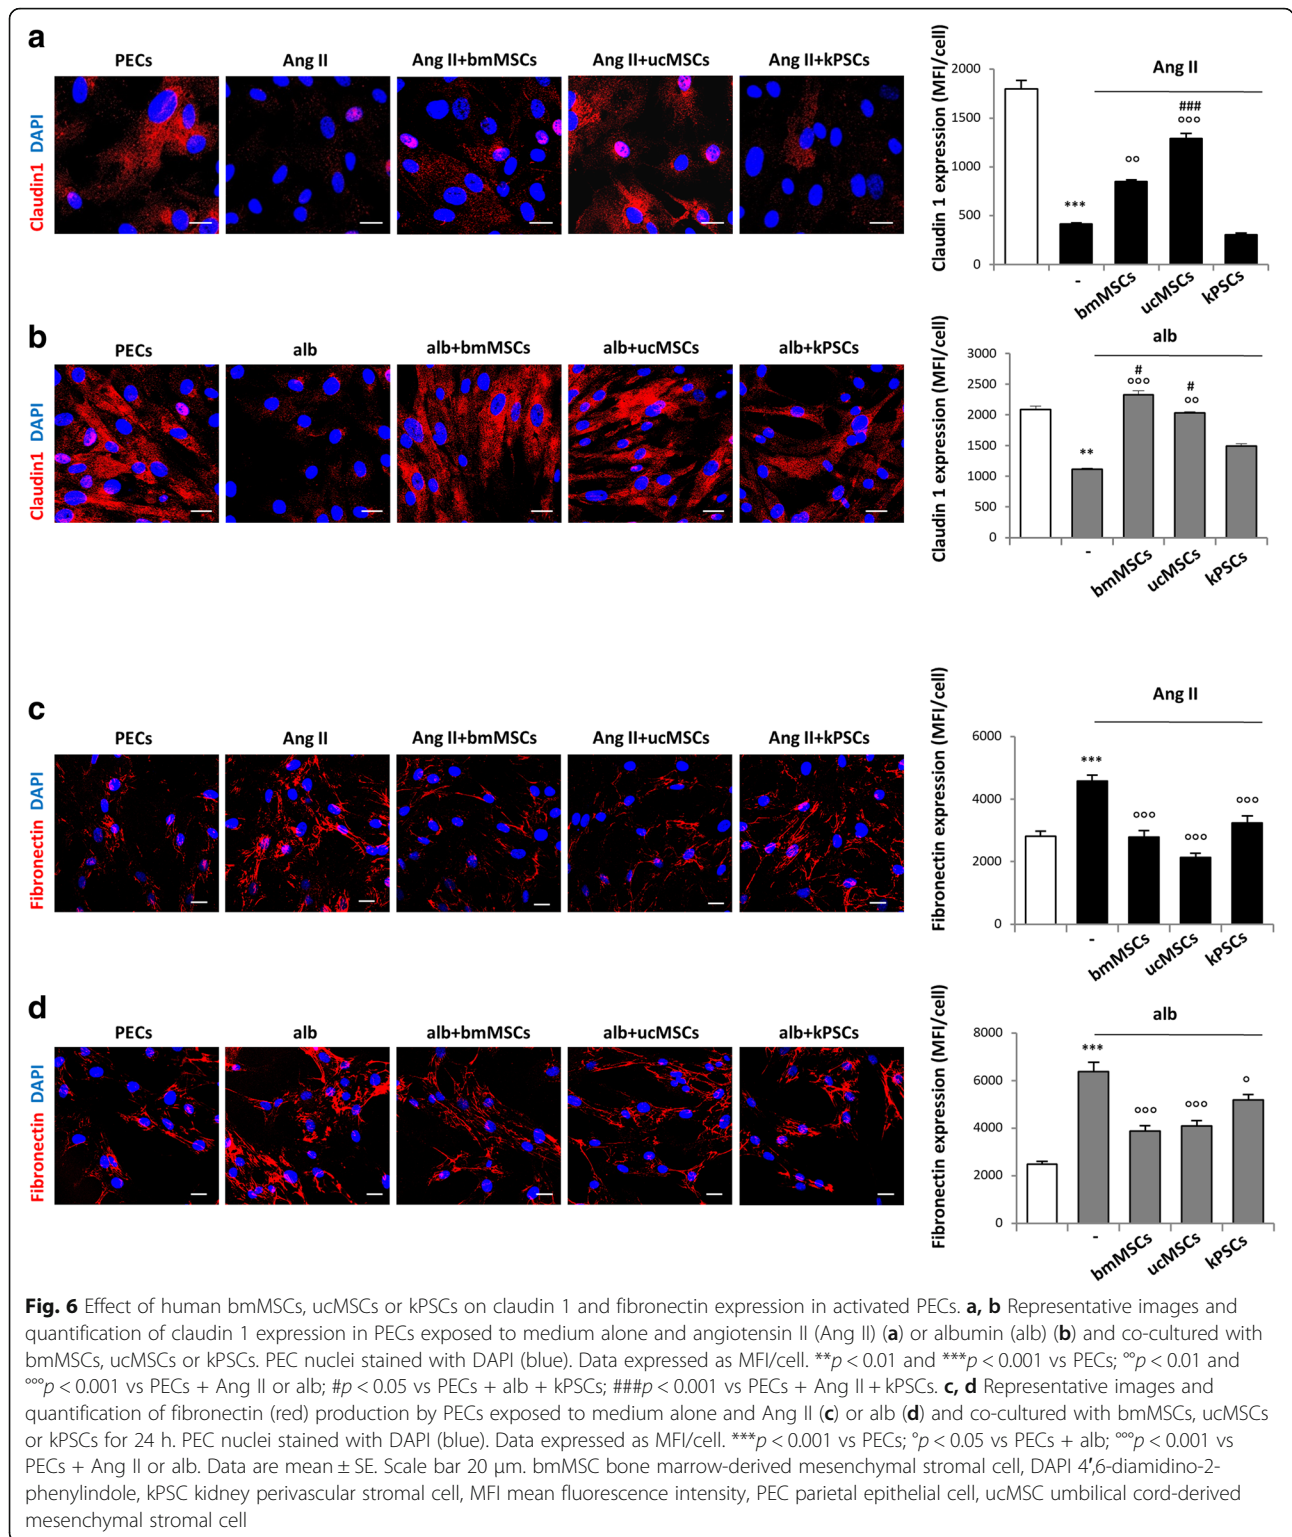 a
PECs Ang II Ang II+bmMSCs Ang II+ucMSCs Ang II+kPSCs
Claudin1 DAPI
Claudin 1 expression (MFI/cell)
Ang II
2000
1500
1000
500
0
***
°°
###
°°°
- bmMSCs ucMSCs kPSCs
b
PECs alb alb+bmMSCs alb+ucMSCs alb+kPSCs
Claudin1 DAPI
Claudin 1 expression (MFI/cell)
alb
3000
2500
2000
1500
1000
500
0
**
#
°°°
#
°°
- bmMSCs ucMSCs kPSCs
c
PECs Ang II Ang II+bmMSCs Ang II+ucMSCs Ang II+kPSCs
Fibronectin DAPI
Fibronectin expression (MFI/cell)
Ang II
6000
4000
2000
0
***
°°°
°°°
°°°
- bmMSCs ucMSCs kPSCs
d
PECs alb alb+bmMSCs alb+ucMSCs alb+kPSCs
Fibronectin DAPI
Fibronectin expression (MFI/cell)
alb
8000
6000
4000
2000
0
***
°°°
°°°
°
- bmMSCs ucMSCs kPSCs
Fig. 6 Effect of human bmMSCs, ucMSCs or kPSCs on claudin 1 and fibronectin expression in activated PECs. a, b Representative images and
quantification of claudin 1 expression in PECs exposed to medium alone and angiotensin II (Ang II) (a) or albumin (alb) (b) and co-cultured with
bmMSCs, ucMSCs or kPSCs. PEC nuclei stained with DAPI (blue). Data expressed as MFI/cell. **p < 0.01 and ***p < 0.001 vs PECs; °°p < 0.01 and
°°°p < 0.001 vs PECs + Ang II or alb; #p < 0.05 vs PECs + alb + kPSCs; ###p < 0.001 vs PECs + Ang II + kPSCs. c, d Representative images and
quantification of fibronectin (red) production by PECs exposed to medium alone and Ang II (c) or alb (d) and co-cultured with bmMSCs, ucMSCs
or kPSCs for 24 h. PEC nuclei stained with DAPI (blue). Data expressed as MFI/cell. ***p < 0.001 vs PECs; °p < 0.05 vs PECs + alb; °°°p < 0.001 vs
PECs + Ang II or alb. Data are mean ± SE. Scale bar 20 μm. bmMSC bone marrow-derived mesenchymal stromal cell, DAPI 4′,6-diamidino-2-
phenylindole, kPSC kidney perivascular stromal cell, MFI mean fluorescence intensity, PEC parietal epithelial cell, ucMSC umbilical cord-derived
mesenchymal stromal cell